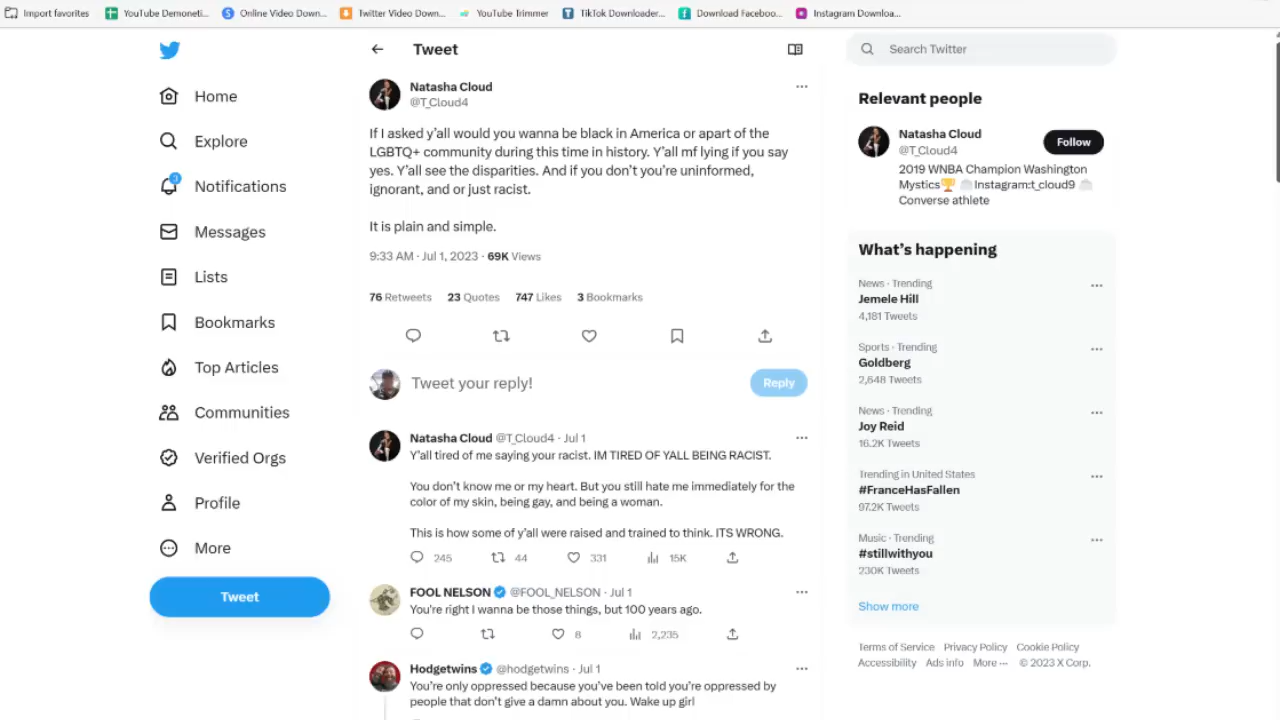 Import favorites
YouTube Demoneti...
Online Video Down...
Twitter Video Down...
YouTube Trimmer
TikTok Downloader...
Download Faceboo...
Instagram Downloa...
Home
Explore
3
Notifications
Messages
Lists
Bookmarks
Top Articles
Communities
Verified Orgs
Profile
More
Tweet
Tweet
Natasha Cloud
@T_Cloud4
If I asked y'all would you wanna be black in America or apart of the
LGBTQ+ community during this time in history. Y'all mf lying if you say
yes. Y'all see the disparities. And if you don't you're uninformed,
ignorant, and or just racist.
It is plain and simple.
9:33 AM · Jul 1, 2023 · 69K Views
76 Retweets 23 Quotes 747 Likes 3 Bookmarks
Tweet your reply!
Reply
Natasha Cloud @T_Cloud4 · Jul 1
Y'all tired of me saying your racist. IM TIRED OF YALL BEING RACIST.
You don't know me or my heart. But you still hate me immediately for the
color of my skin, being gay, and being a woman.
This is how some of y'all were raised and trained to think. ITS WRONG.
245 44 331 15K
FOOL NELSON @FOOL_NELSON · Jul 1
You're right I wanna be those things, but 100 years ago.
8 2,235
Hodgetwins @hodgetwins · Jul 1
You're only oppressed because you've been told you're oppressed by
people that don't give a damn about you. Wake up girl
Search Twitter
Relevant people
Natasha Cloud
@T_Cloud4
Follow
2019 WNBA Champion Washington
Mystics🏆 Instagram:t_cloud9
Converse athlete
What's happening
News · Trending
Jemele Hill
4,181 Tweets
Sports · Trending
Goldberg
2,648 Tweets
News · Trending
Joy Reid
16.2K Tweets
Trending in United States
#FranceHasFallen
97.2K Tweets
Music · Trending
#stillwithyou
230K Tweets
Show more
Terms of Service Privacy Policy Cookie Policy
Accessibility Ads info More ··· © 2023 X Corp.